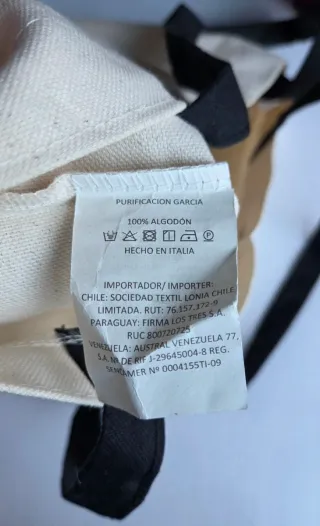 PURIFICACION GARCIA
100% ALGODÓN
HECHO EN ITALIA
IMPORTADOR/ IMPORTER:
CHILE: SOCIEDAD TEXTIL LONIA CHILE
LIMITADA. RUT: 76.157.172-9
PARAGUAY: FIRMA LOS TRES S.A.
RUC 800720725
VENEZUELA: AUSTRAL VENEZUELA 77,
S.A. Nº DE RIF J-29645004-8 REG.
SENCAMER Nº 0004155TI-09